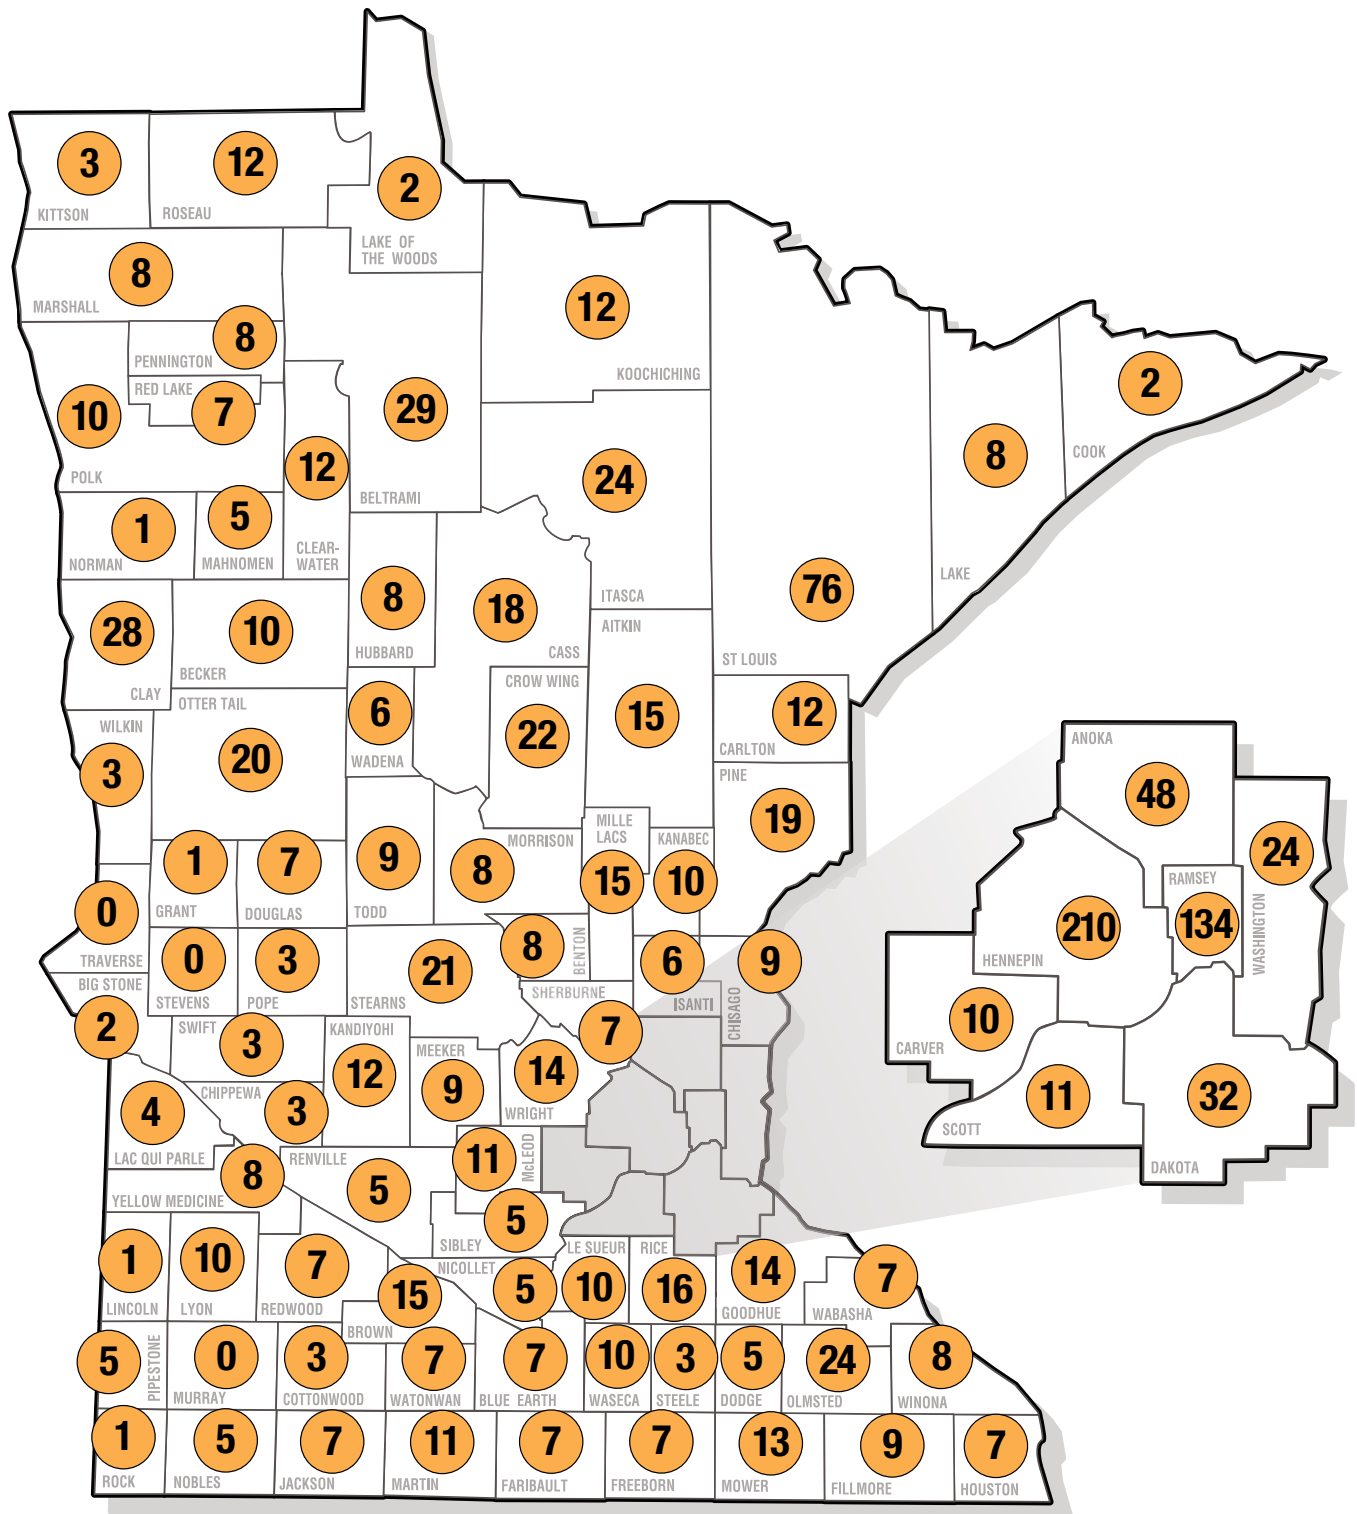 3
KITTSON
12
ROSEAU
2
LAKE OF
THE WOODS
8
MARSHALL
12
KOOCHICHING
8
PENNINGTON
RED LAKE
7
10
POLK
29
BELTRAMI
12
CLEAR-
WATER
24
ITASCA
76
ST LOUIS
8
LAKE
2
COOK
1
NORMAN
5
MAHNOMEN
28
CLAY
10
BECKER
8
HUBBARD
18
CASS
AITKIN
15
WILKIN
3
OTTER TAIL
20
6
WADENA
CROW WING
22
12
CARLTON
PINE
19
1
GRANT
7
DOUGLAS
9
TODD
MORRISON
8
MILLE
LACS
15
KANABEC
10
0
TRAVERSE
0
STEVENS
3
POPE
21
STEARNS
8
BENTON
6
ISANTI
9
CHISAGO
BIG STONE
2
SWIFT
3
KANDIYOHI
12
MEEKER
9
SHERBURNE
7
14
WRIGHT
4
LAC QUI PARLE
CHIPPEWA
3
8
YELLOW MEDICINE
RENVILLE
5
11
McLEOD
5
SIBLEY
1
LINCOLN
10
LYON
7
REDWOOD
15
BROWN
NICOLLET
5
LE SUEUR
10
RICE
16
14
GOODHUE
7
WABASHA
5
PIPESTONE
0
MURRAY
3
COTTONWOOD
7
WATONWAN
7
BLUE EARTH
10
WASECA
3
STEELE
5
DODGE
24
OLMSTED
8
WINONA
1
ROCK
5
NOBLES
7
JACKSON
11
MARTIN
7
FARIBAULT
7
FREEBORN
13
MOWER
9
FILLMORE
7
HOUSTON
ANOKA
48
24
WASHINGTON
RAMSEY
134
210
HENNEPIN
10
CARVER
11
SCOTT
32
DAKOTA